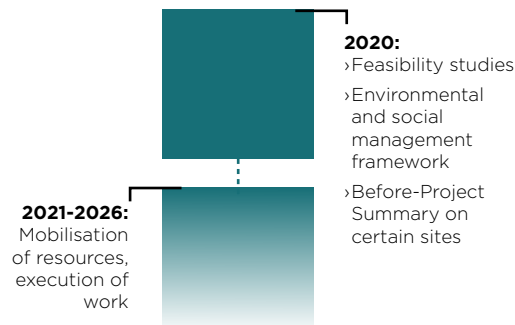 2020:
›Feasibility studies
›Environmental
and social
management
framework
›Before-Project
Summary on
certain sites
2021-2026:
Mobilisation
of resources,
execution of
work